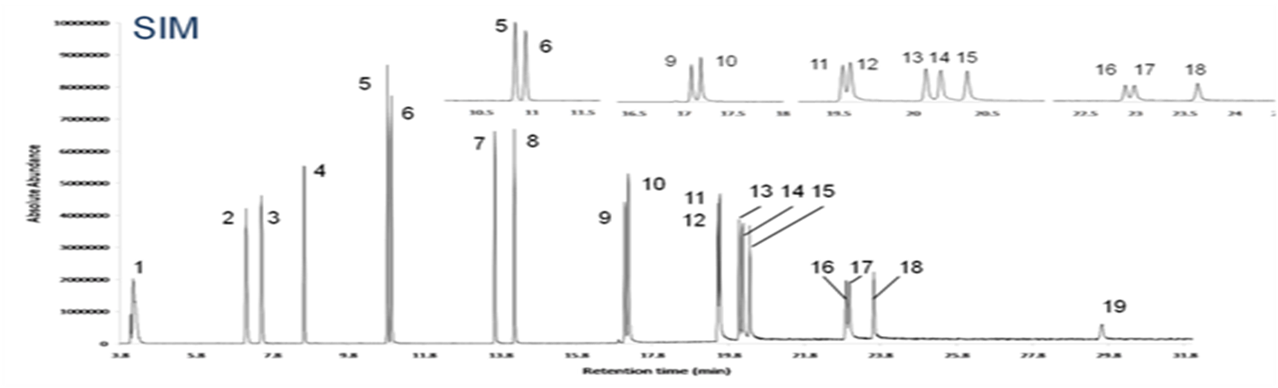 SIM
Absolute Abundance
10000000
9000000
8000000
7000000
6000000
5000000
4000000
3000000
2000000
1000000
0
1
2
3
4
5
6
7
8
9
10
11
12
13 14 15
16 17 18
19
5
6
10.5 11 11.5
9 10
16.5 17 17.5 18
11 12 13 14 15
19.5 20 20.5
16 17 18
22.5 23 23.5 24
3.8 5.8 7.8 9.8 11.8 13.8 15.8 17.8 19.8 21.8 23.8 25.8 27.8 29.8 31.8
Retention time (min)